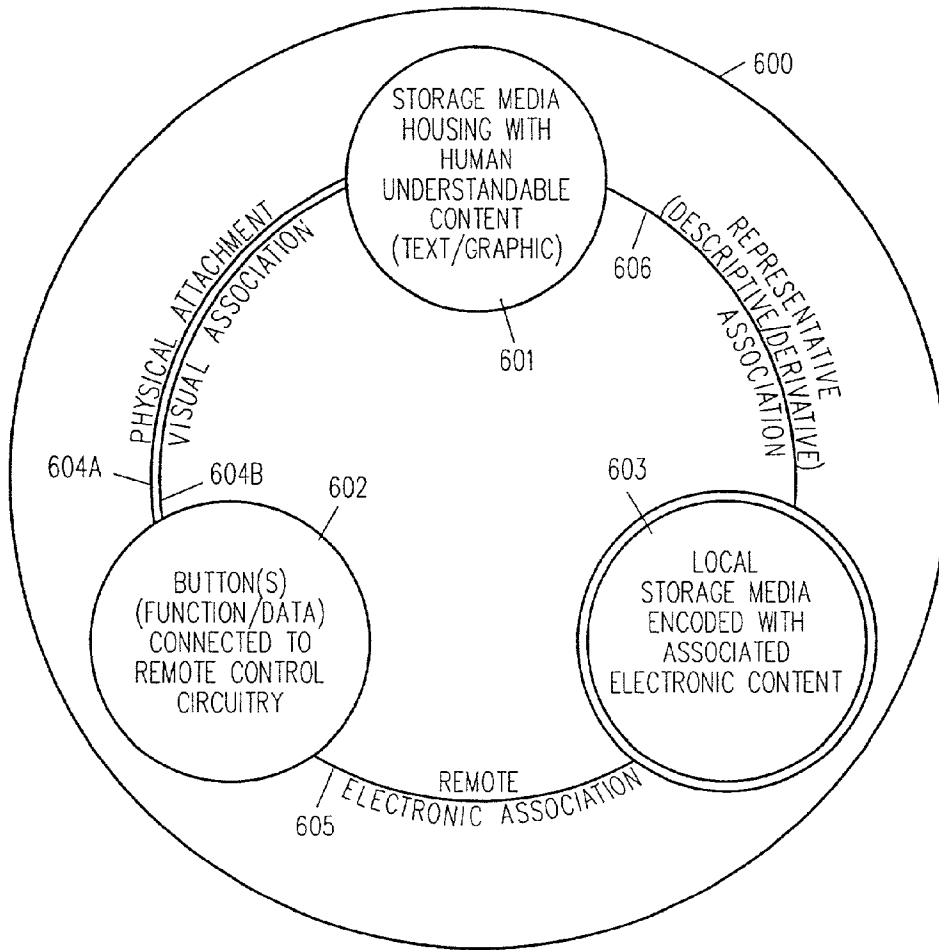 600
STORAGE MEDIA
HOUSING WITH
HUMAN
UNDERSTANDABLE
CONTENT
(TEXT/GRAPHIC)
601
PHYSICAL ATTACHMENT
VISUAL ASSOCIATION
606
REPRESENTATIVE
(DESCRIPTIVE/DERIVATIVE)
ASSOCIATION
604A
604B
602
603
BUTTON(S)
(FUNCTION/DATA)
CONNECTED TO
REMOTE CONTROL
CIRCUITRY
LOCAL
STORAGE MEDIA
ENCODED WITH
ASSOCIATED
ELECTRONIC CONTENT
REMOTE
ELECTRONIC ASSOCIATION
605